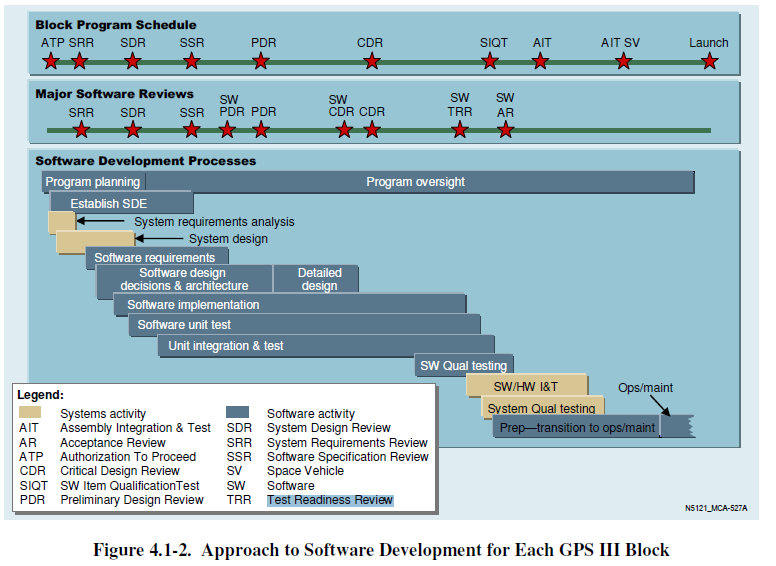 Block Program Schedule
ATP SRR SDR SSR PDR CDR SIQT AIT AIT SV Launch
Major Software Reviews
SRR SDR SSR SW PDR PDR SW CDR CDR SW TRR SW AR
Software Development Processes
Program planning Program oversight
Establish SDE
System requirements analysis
System design
Software requirements
Software design decisions & architecture
Detailed design
Software implementation
Software unit test
Unit integration & test
SW Qual testing
SW/HW I&T
System Qual testing
Ops/maint
Prep—transition to ops/maint
Legend:
Systems activity Software activity
AIT Assembly Integration & Test SDR System Design Review
AR Acceptance Review SRR System Requirements Review
ATP Authorization To Proceed SSR Software Specification Review
CDR Critical Design Review SV Space Vehicle
SIQT SW Item QualificationTest SW Software
PDR Preliminary Design Review TRR Test Readiness Review
N5121_MCA-527A
Figure 4.1-2. Approach to Software Development for Each GPS III Block